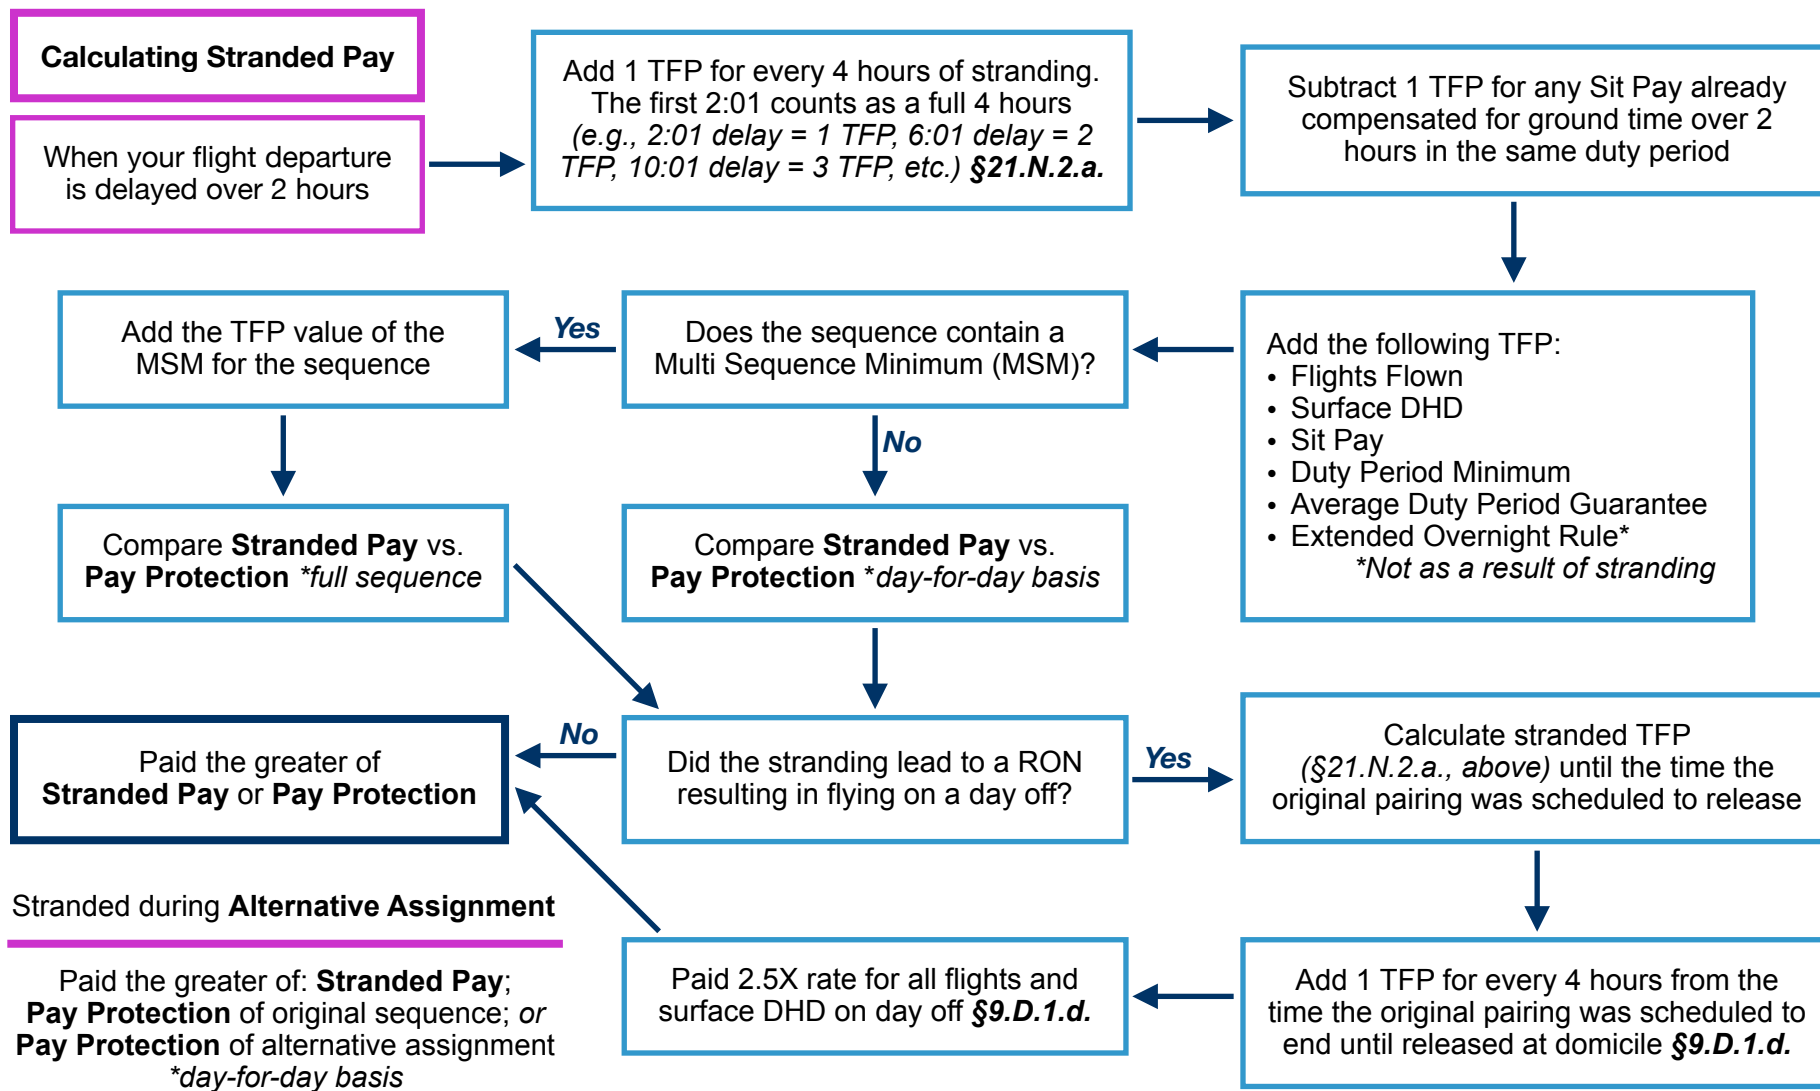 Calculating Stranded Pay
When your flight departure
is delayed over 2 hours
Add 1 TFP for every 4 hours of stranding.
The first 2:01 counts as a full 4 hours
(e.g., 2:01 delay = 1 TFP, 6:01 delay = 2
TFP, 10:01 delay = 3 TFP, etc.) §21.N.2.a.
Subtract 1 TFP for any Sit Pay already
compensated for ground time over 2
hours in the same duty period
Add the following TFP:
• Flights Flown
• Surface DHD
• Sit Pay
• Duty Period Minimum
• Average Duty Period Guarantee
• Extended Overnight Rule*
*Not as a result of stranding
Does the sequence contain a
Multi Sequence Minimum (MSM)?
Yes
Add the TFP value of the
MSM for the sequence
No
Compare Stranded Pay vs.
Pay Protection *full sequence
Compare Stranded Pay vs.
Pay Protection *day-for-day basis
Did the stranding lead to a RON
resulting in flying on a day off?
No
Paid the greater of
Stranded Pay or Pay Protection
Yes
Calculate stranded TFP
(§21.N.2.a., above) until the time the
original pairing was scheduled to release
Add 1 TFP for every 4 hours from the
time the original pairing was scheduled to
end until released at domicile §9.D.1.d.
Paid 2.5X rate for all flights and
surface DHD on day off §9.D.1.d.
Stranded during Alternative Assignment
Paid the greater of: Stranded Pay;
Pay Protection of original sequence; or
Pay Protection of alternative assignment
*day-for-day basis